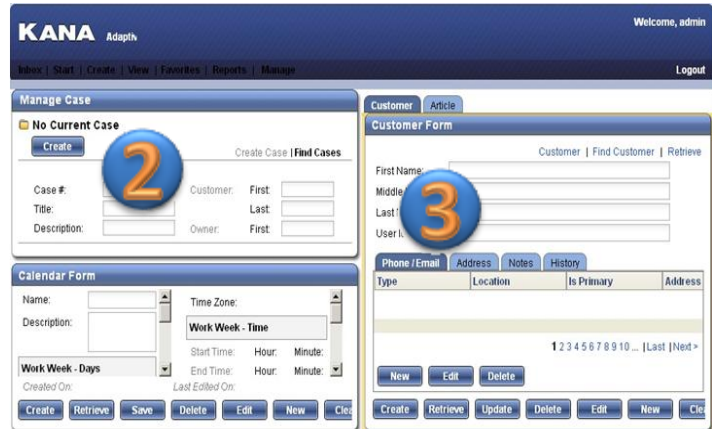 KANA Adaptiv
Welcome, admin
Inbox | Start | Create | View | Favorites | Reports | Manage
Logout
Manage Case
No Current Case
Create
Create Case | Find Cases
Case #:
Customer: First:
Title:
Last:
Description:
Owner: First:
2
Calendar Form
Name:
Time Zone:
Description:
Work Week - Time
Start Time: Hour: Minute:
Work Week - Days
End Time: Hour: Minute:
Created On:
Last Edited On:
Create Retrieve Save Delete Edit New Clea
Customer Article
Customer Form
Customer | Find Customer | Retrieve
First Name:
Middle
Last
User
3
Phone / Email Address Notes History
Type Location Is Primary Address
1 2 3 4 5 6 7 8 9 10 ... | Last | Next >
New Edit Delete
Create Retrieve Update Delete Edit New Clea